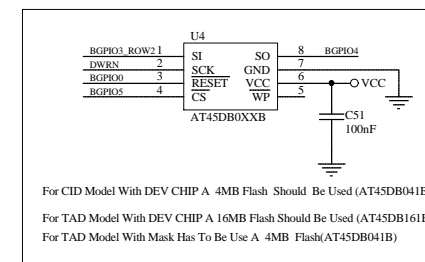 U4
BGPIO3_ROW2 1 SI SO 8 BGPIO4
DWRN 2 SCK GND 7
BGPIO0 3 RESET VCC 6 VCC
BGPIO5 4 CS WP 5
AT45DB0XXB
C51
100nF
For CID Model With DEV CHIP A 4MB Flash Should Be Used (AT45DB041B
For TAD Model With DEV CHIP A 16MB Flash Should Be Used (AT45DB161B
For TAD Model With Mask Has To Be Use A 4MB Flash(AT45DB041B)